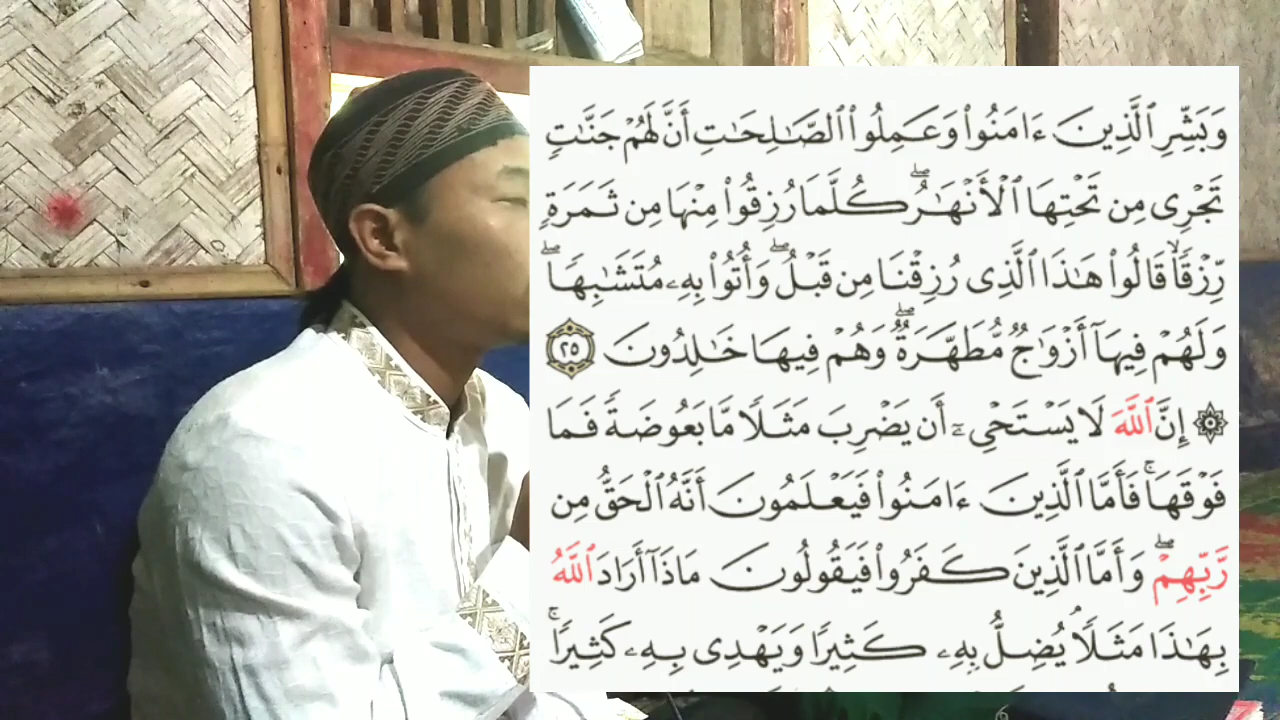 وَبَشِّرِ ٱلَّذِينَ ءَامَنُوا۟ وَعَمِلُوا۟ ٱلصَّـٰلِحَـٰتِ أَنَّ لَهُمْ جَنَّـٰتٍ
تَجْرِى مِن تَحْتِهَا ٱلْأَنْهَـٰرُ ۖ كُلَّمَا رُزِقُوا۟ مِنْهَا مِن ثَمَرَةٍ
رِّزْقًا ۙ قَالُوا۟ هَـٰذَا ٱلَّذِى رُزِقْنَا مِن قَبْلُ ۖ وَأُتُوا۟ بِهِۦ مُتَشَـٰبِهًا ۖ
وَلَهُمْ فِيهَآ أَزْوَٰجٌ مُّطَهَّرَةٌ ۖ وَهُمْ فِيهَا خَـٰلِدُونَ ٢٥
۞ إِنَّ ٱللَّهَ لَا يَسْتَحْىِۦٓ أَن يَضْرِبَ مَثَلًا مَّا بَعُوضَةً فَمَا
فَوْقَهَا ۚ فَأَمَّا ٱلَّذِينَ ءَامَنُوا۟ فَيَعْلَمُونَ أَنَّهُ ٱلْحَقُّ مِن
رَّبِّهِمْ ۖ وَأَمَّا ٱلَّذِينَ كَفَرُوا۟ فَيَقُولُونَ مَاذَآ أَرَادَ ٱللَّهُ
بِهَـٰذَا مَثَلًا ۘ يُضِلُّ بِهِۦ كَثِيرًا وَيَهْدِى بِهِۦ كَثِيرًا ۚ